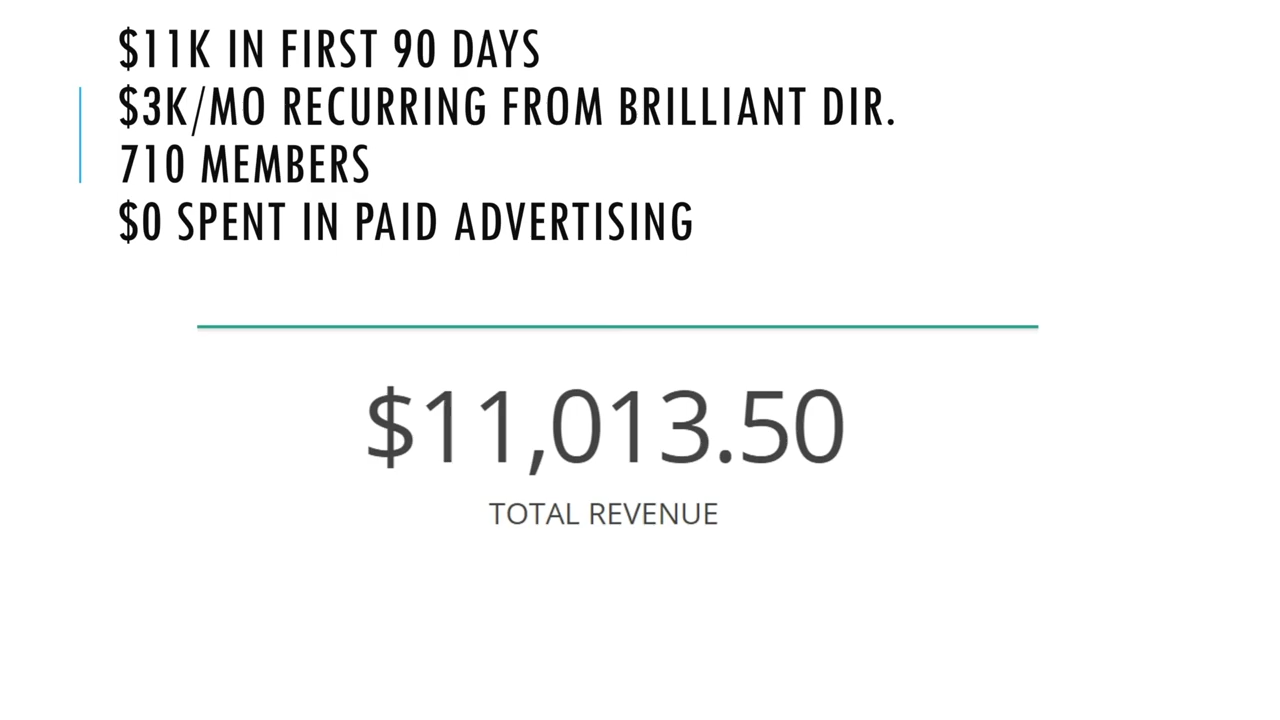 $11K IN FIRST 90 DAYS
$3K/MO RECURRING FROM BRILLIANT DIR.
710 MEMBERS
$0 SPENT IN PAID ADVERTISING
$11,013.50
TOTAL REVENUE